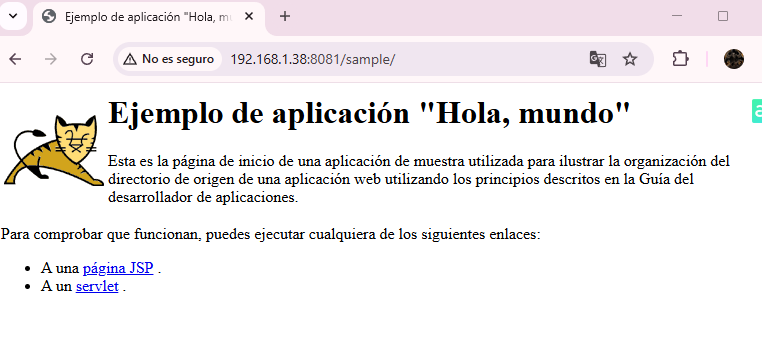 Ejemplo de aplicación "Hola, mu
No es seguro
192.168.1.38:8081/sample/
Ejemplo de aplicación "Hola, mundo"
Esta es la página de inicio de una aplicación de muestra utilizada para ilustrar la organización del
directorio de origen de una aplicación web utilizando los principios descritos en la Guía del
desarrollador de aplicaciones.
Para comprobar que funcionan, puedes ejecutar cualquiera de los siguientes enlaces:
• A una página JSP .
• A un servlet .